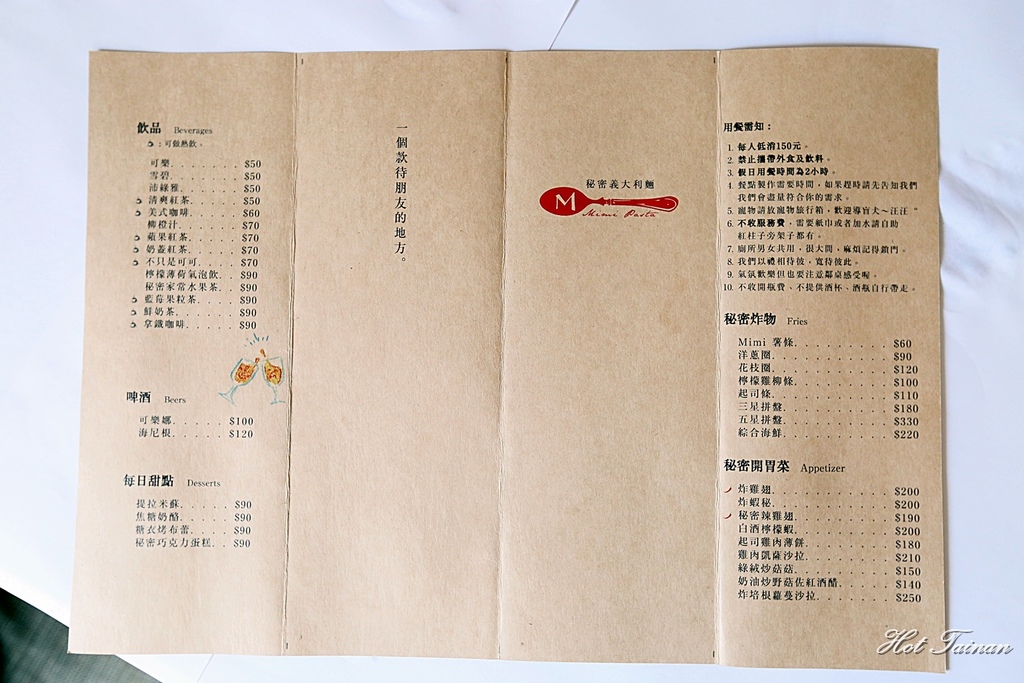 飲品 Beverages
：可做熱飲。
可樂. . . . . . . $50
雪碧. . . . . . . $50
沛綠雅. . . . . . $50
清爽紅茶. . . . . $50
美式咖啡. . . . . $60
柳橙汁. . . . . . $70
蘋果紅茶. . . . . $70
奶蓋紅茶. . . . . $70
不只是可可. . . . $70
檸檬薄荷氣泡飲. . $90
秘密家常水果茶. . $90
藍莓果粒茶. . . . $90
鮮奶茶. . . . . . $90
拿鐵咖啡. . . . . $90
啤酒 Beers
可樂娜. . . . . . $100
海尼根. . . . . . $120
每日甜點 Desserts
提拉米蘇. . . . . $90
焦糖奶酪. . . . . $90
糖衣烤布蕾. . . . $90
秘密巧克力蛋糕. . $90
一個款待朋友的地方。
秘密義大利麵
M
Mimi Pasta
用餐需知：
1. 每人低消150元。
2. 禁止攜帶外食及飲料。
3. 假日用餐時間為2小時。
4. 餐點製作需要時間，如果趕時請先告知我們
我們會盡量符合你的需求。
5. 寵物請放寵物旅行箱，歡迎導盲犬～汪汪"
6. 不收服務費，需要紙巾或者加水請自助
紅柱子旁架子都有。
7. 廁所男女共用，很大間，麻煩記得鎖門。
8. 我們以禮相待彼，寬待彼此。
9. 氣氛歡樂但也要注意鄰桌感受喔。
10. 不收開瓶費、不提供酒杯、酒瓶自行帶走。
秘密炸物 Fries
Mimi 薯條. . . . . . . . . $60
洋蔥圈. . . . . . . . . . . $90
花枝圈. . . . . . . . . . . $120
檸檬雞柳條. . . . . . . . . $100
起司條. . . . . . . . . . . $110
三星拼盤. . . . . . . . . . $180
五星拼盤. . . . . . . . . . $330
綜合海鮮. . . . . . . . . . $220
秘密開胃菜 Appetizer
炸雞翅. . . . . . . . . . . $200
炸蝦秘. . . . . . . . . . . $200
秘密辣雞翅. . . . . . . . . $190
白酒檸檬蝦. . . . . . . . . $200
起司雞肉薄餅. . . . . . . . $180
雞肉凱薩沙拉. . . . . . . . $210
綠絨炒菇菇. . . . . . . . . $150
奶油炒野菇佐紅酒醋. . . . . $140
炸培根蘿蔓沙拉. . . . . . . $250
Hot Tainan